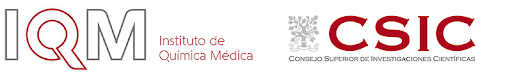 IQM
Instituto de
Química Médica
CSIC
CONSEJO SUPERIOR DE INVESTIGACIONES CIENTÍFICAS